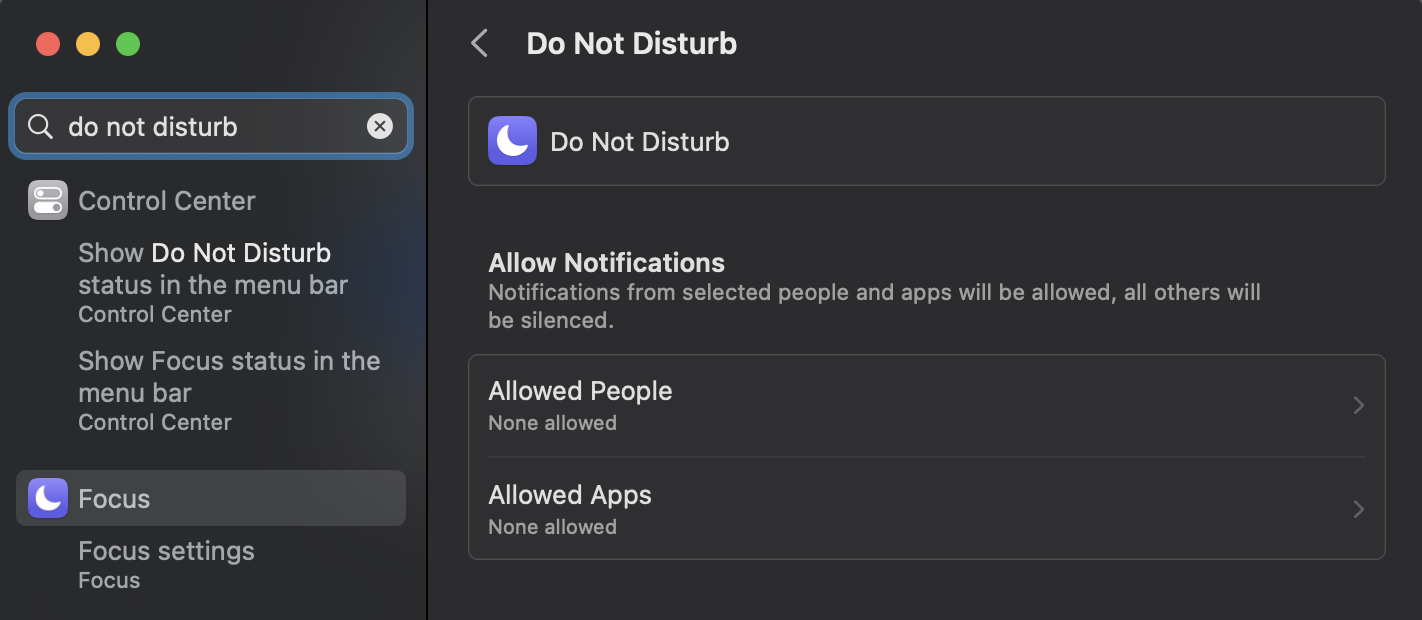 do not disturb
Control Center
Show Do Not Disturb
status in the menu bar
Control Center
Show Focus status in the
menu bar
Control Center
Focus
Focus settings
Focus
Do Not Disturb
Do Not Disturb
Allow Notifications
Notifications from selected people and apps will be allowed, all others will
be silenced.
Allowed People
None allowed
Allowed Apps
None allowed